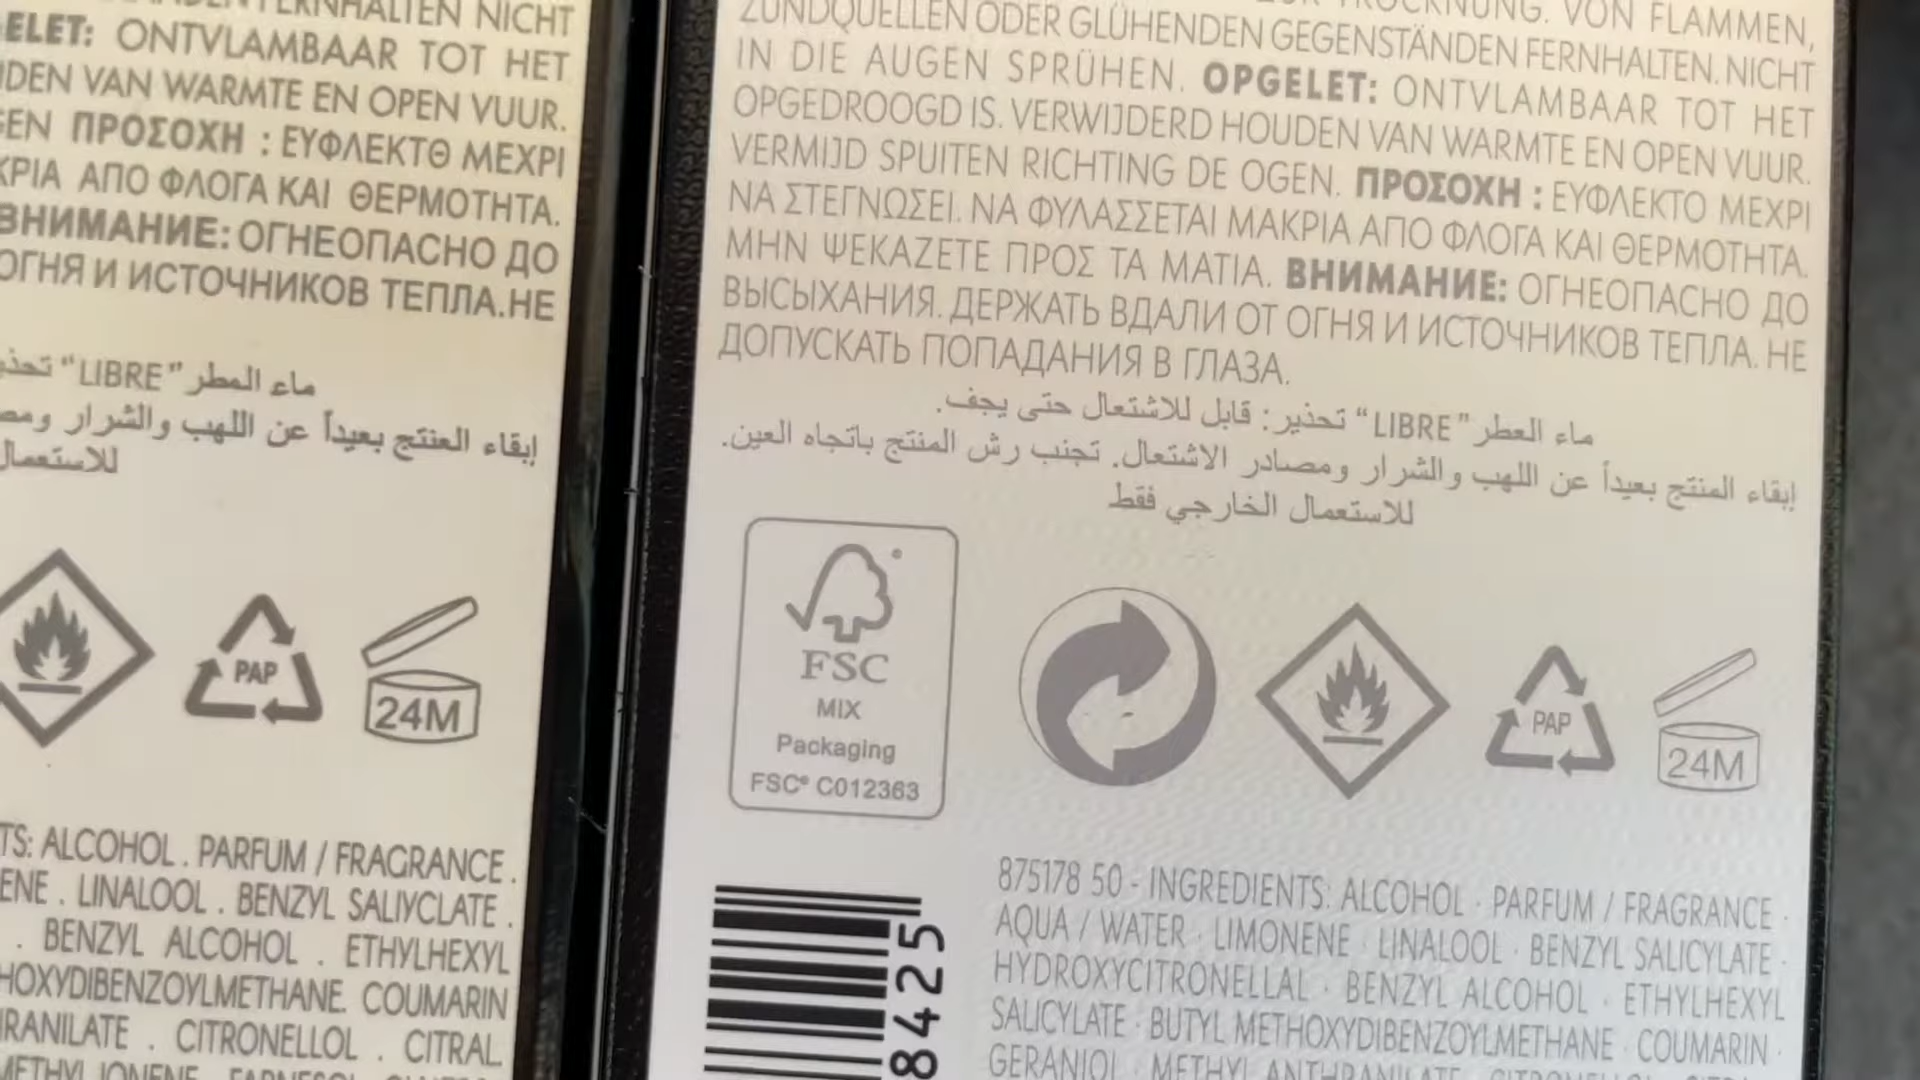 FERNHALTEN NICHT
ELET: ONTVLAMBAAR TOT HET
DEN VAN WARMTE EN OPEN VUUR.
GEN ΠΡΟΣΟΧΗ : ΕΥΦΛΕΚΤΘ ΜΕΧΡΙ
ΚΡΙΑ ΑΠΟ ΦΛΟΓΑ ΚΑΙ ΘΕΡΜΟΤΗΤΑ.
ВНИМАНИЕ: ОГНЕОПАСНО ДО
ОГНЯ И ИСТОЧНИКОВ ТЕПЛА.НЕ
ماء المطر "LIBRE" تحذ
إبقاء المنتج بعيداً عن اللهب والشرار ومص
للاستعمال
PAP
24M
TS: ALCOHOL . PARFUM / FRAGRANCE .
ENE . LINALOOL . BENZYL SALIYCLATE .
. BENZYL ALCOHOL . ETHYLHEXYL
HOXYDIBENZOYLMETHANE. COUMARIN
HRANILATE . CITRONELLOL . CITRAL
METHYL IONENE
VON FLAMMEN,
ZÜNDQUELLEN ODER GLÜHENDEN GEGENSTÄNDEN FERNHALTEN. NICHT
IN DIE AUGEN SPRÜHEN. OPGELET: ONTVLAMBAAR TOT HET
OPGEDROOGD IS. VERWIJDERD HOUDEN VAN WARMTE EN OPEN VUUR.
VERMIJD SPUITEN RICHTING DE OGEN. ΠΡΟΣΟΧΗ : ΕΥΦΛΕΚΤΟ ΜΕΧΡΙ
ΝΑ ΣΤΕΓΝΩΣΕΙ. ΝΑ ΦΥΛΑΣΣΕΤΑΙ ΜΑΚΡΙΑ ΑΠΟ ΦΛΟΓΑ ΚΑΙ ΘΕΡΜΟΤΗΤΑ.
ΜΗΝ ΨΕΚΑΖΕΤΕ ΠΡΟΣ ΤΑ ΜΑΤΙΑ. ВНИМАНИЕ: ОГНЕОПАСНО ДО
ВЫСЫХАНИЯ. ДЕРЖАТЬ ВДАЛИ ОТ ОГНЯ И ИСТОЧНИКОВ ТЕПЛА. НЕ
ДОПУСКАТЬ ПОПАДАНИЯ В ГЛАЗА.
ماء العطر "LIBRE" تحذير: قابل للاشتعال حتى يجف.
إبقاء المنتج بعيداً عن اللهب والشرار ومصادر الاشتعال. تجنب رش المنتج باتجاه العين.
للاستعمال الخارجي فقط
FSC
MIX
Packaging
FSC® C012363
PAP
24M
875178 50 - INGREDIENTS: ALCOHOL · PARFUM / FRAGRANCE ·
AQUA / WATER · LIMONENE · LINALOOL · BENZYL SALICYLATE ·
HYDROXYCITRONELLAL · BENZYL ALCOHOL · ETHYLHEXYL
SALICYLATE · BUTYL METHOXYDIBENZOYLMETHANE · COUMARIN ·
GERANIOL · METHYL ANTHRANILATE
8425